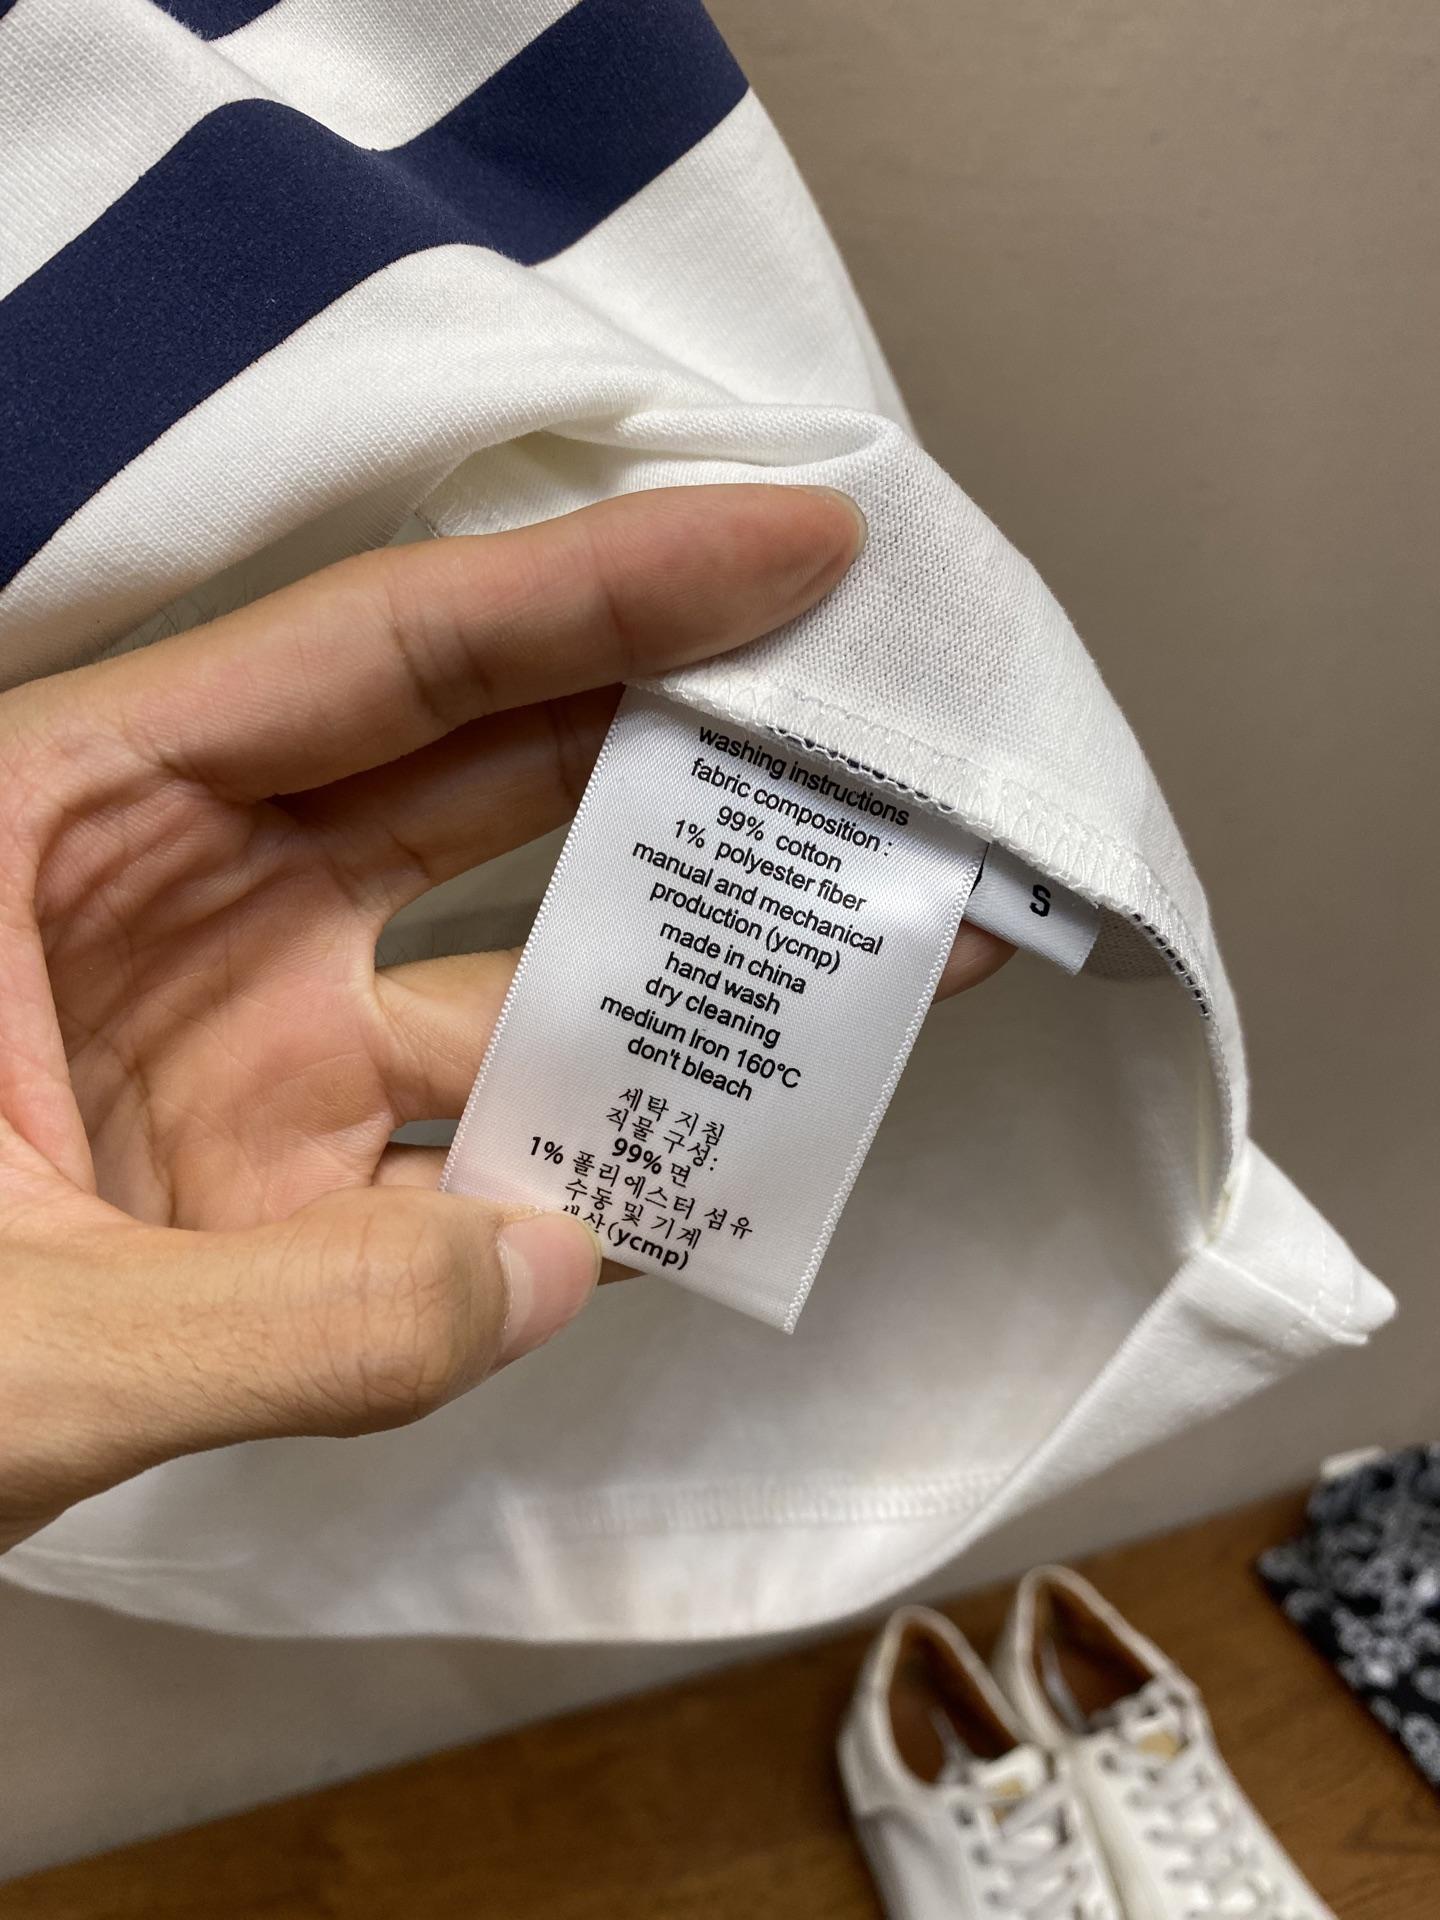 washing instructions
fabric composition :
99% cotton
1% polyester fiber
manual and mechanical
production (ycmp)
made in china
hand wash
dry cleaning
medium Iron 160°C
don't bleach
세탁 지침
직물 구성:
99% 면
1% 폴리에스터 섬유
수동 및 기계
생산(ycmp)
S